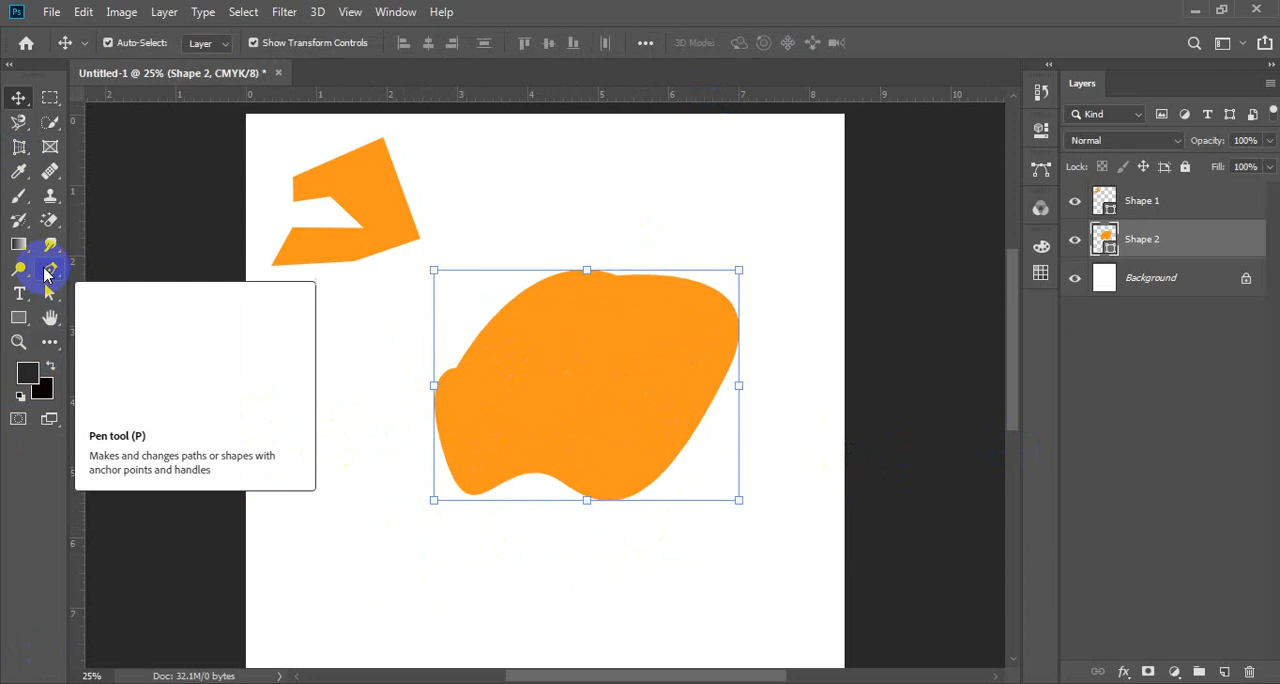 Ps File Edit Image Layer Type Select Filter 3D View Window Help
Auto-Select: Layer Show Transform Controls 3D Mode:
Untitled-1 @ 25% (Shape 2, CMYK/8) *
Layers
2 1 0 1 2 3 4 5 6 7 8 9 10
0
1
2
3
4
5
6
7
Kind
Normal Opacity: 100%
Lock: Fill: 100%
Shape 1
Shape 2
Background
T
Pen tool (P)
Makes and changes paths or shapes with
anchor points and handles
25% Doc: 32.1M/0 bytes